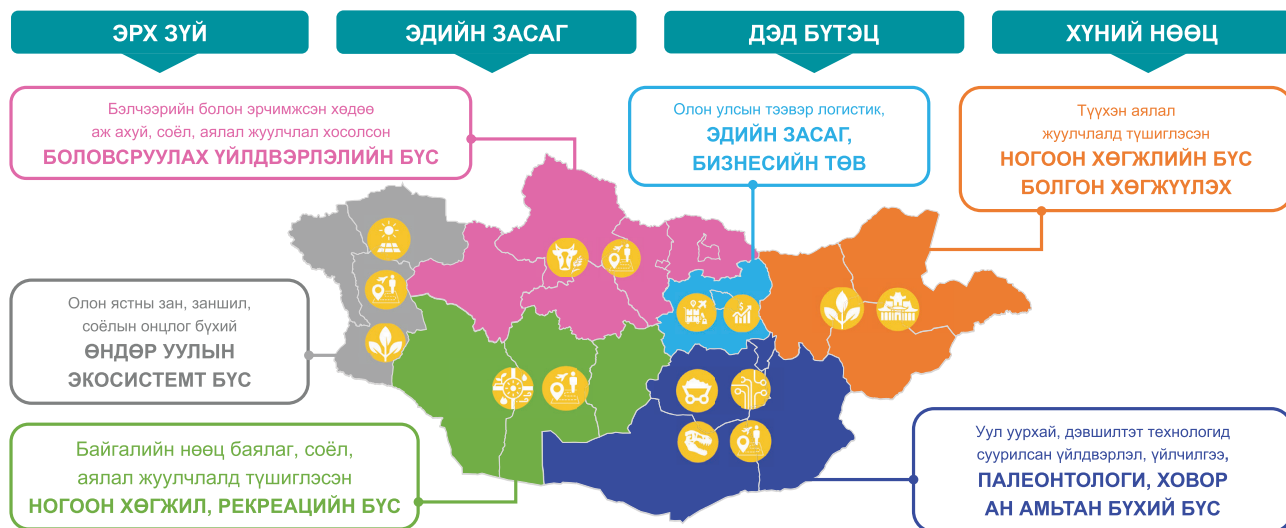 ЭРХ ЗҮЙ
ЭДИЙН ЗАСАГ
ДЭД БҮТЭЦ
ХҮНИЙ НӨӨЦ
Бэлчээрийн болон эрчимжсэн хөдөө
аж ахуй, соёл, аялал жуулчлал хосолсон
БОЛОВСРУУЛАХ ҮЙЛДВЭРЛЭЛИЙН БҮС
Олон улсын тээвэр логистик,
ЭДИЙН ЗАСАГ,
БИЗНЕСИЙН ТӨВ
Түүхэн аялал
жуулчлалд түшиглэсэн
НОГООН ХӨГЖЛИЙН БҮС
БОЛГОН ХӨГЖҮҮЛЭХ
Олон ястны зан, заншил,
соёлын онцлог бүхий
ӨНДӨР УУЛЫН
ЭКОСИСТЕМТ БҮС
Байгалийн нөөц баялаг, соёл,
аялал жуулчлалд түшиглэсэн
НОГООН ХӨГЖИЛ, РЕКРЕАЦИЙН БҮС
Уул уурхай, дэвшилтэт технологид
суурилсан үйлдвэрлэл, үйлчилгээ,
ПАЛЕОНТОЛОГИ, ХОВОР
АН АМЬТАН БҮХИЙ БҮС